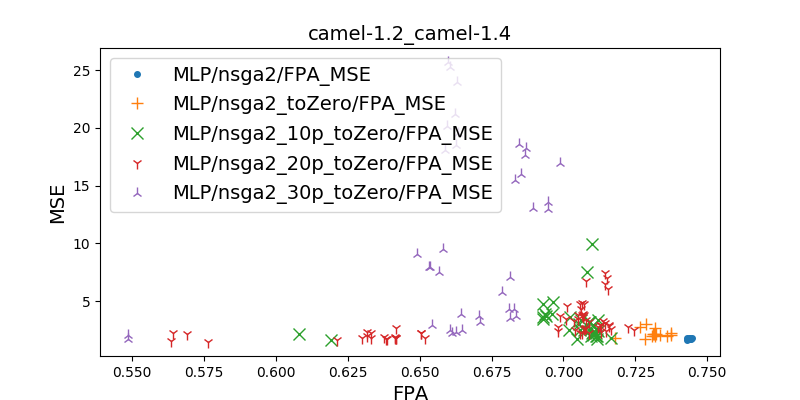 camel-1.2_camel-1.4
MLP/nsga2/FPA_MSE
MLP/nsga2_toZero/FPA_MSE
MLP/nsga2_10p_toZero/FPA_MSE
MLP/nsga2_20p_toZero/FPA_MSE
MLP/nsga2_30p_toZero/FPA_MSE
MSE
25
20
15
10
5
0.550 0.575 0.600 0.625 0.650 0.675 0.700 0.725 0.750
FPA